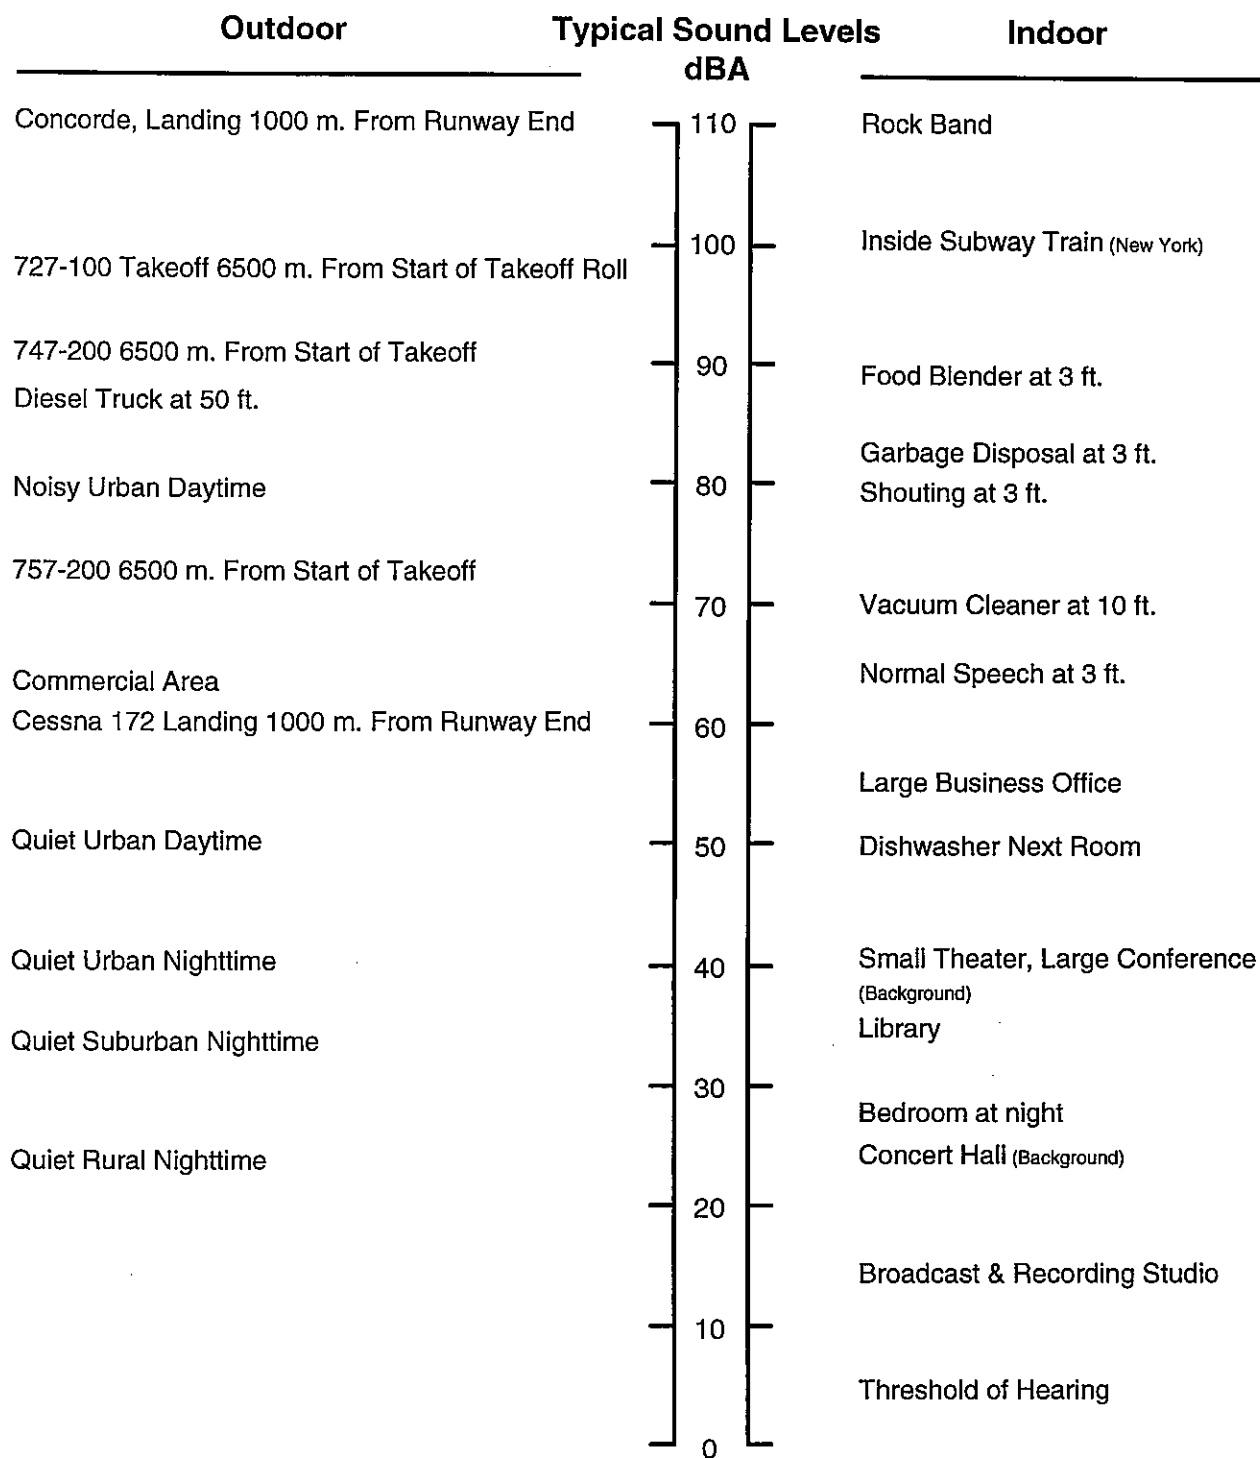 Outdoor
Typical Sound Levels
dBA
Indoor
Concorde, Landing 1000 m. From Runway End
110
Rock Band
100
Inside Subway Train (New York)
727-100 Takeoff 6500 m. From Start of Takeoff Roll
747-200 6500 m. From Start of Takeoff
90
Food Blender at 3 ft.
Diesel Truck at 50 ft.
Garbage Disposal at 3 ft.
Noisy Urban Daytime
80
Shouting at 3 ft.
757-200 6500 m. From Start of Takeoff
70
Vacuum Cleaner at 10 ft.
Commercial Area
Normal Speech at 3 ft.
Cessna 172 Landing 1000 m. From Runway End
60
Large Business Office
Quiet Urban Daytime
50
Dishwasher Next Room
Quiet Urban Nighttime
40
Small Theater, Large Conference
(Background)
Library
Quiet Suburban Nighttime
30
Bedroom at night
Quiet Rural Nighttime
Concert Hall (Background)
20
Broadcast & Recording Studio
10
Threshold of Hearing
0